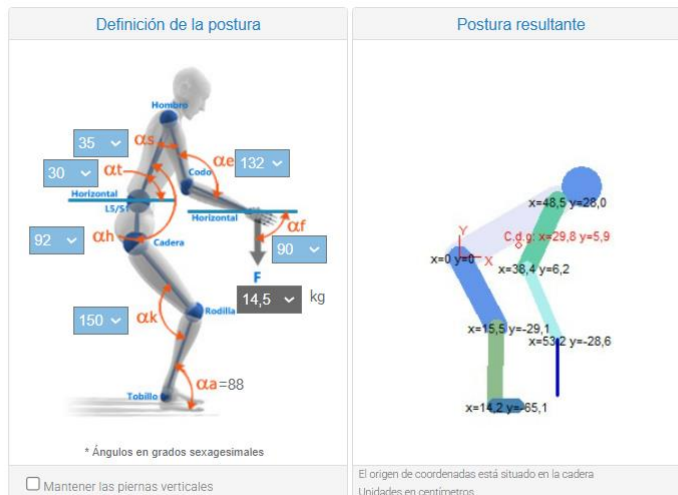 Definición de la postura
Hombro
35
αs
αe
132
30
αt
Codo
Horizontal
L5/S1
Horizontal
αf
92
αh
Cadera
90
F
14,5
kg
150
αk
Rodilla
αa=88
Tobillo
* Ángulos en grados sexagesimales
Mantener las piernas verticales
Postura resultante
x=48,5 y=28,0
Y
C.d.g: x=29,8 y=5,9
x=0 y=0
X
x=38,4 y=6,2
x=15,5 y=-29,1
x=53,2 y=-28,6
x=14,2 y=-65,1
El origen de coordenadas está situado en la cadera
Unidades en centímetros